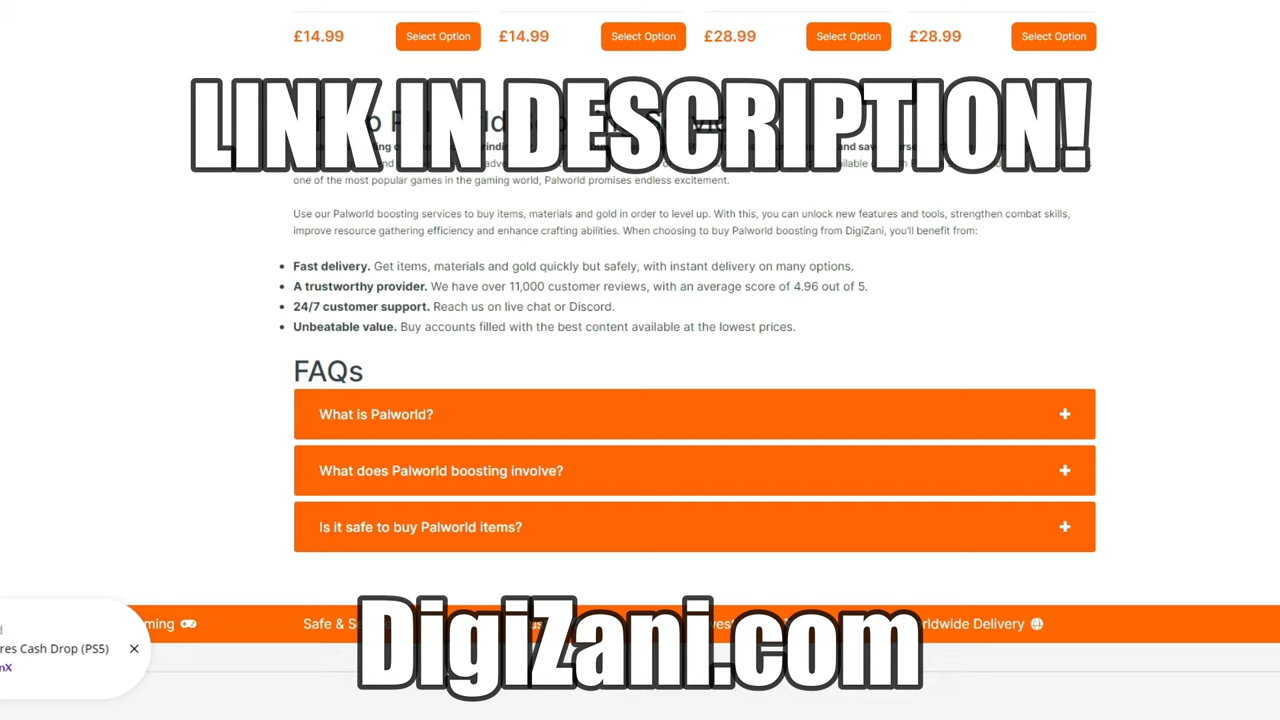 £14.99 Select Option £14.99 Select Option £28.99 Select Option £28.99 Select Option
LINK IN DESCRIPTION!
one of the most popular games in the gaming world, Palworld promises endless excitement.
Use our Palworld boosting services to buy items, materials and gold in order to level up. With this, you can unlock new features and tools, strengthen combat skills,
improve resource gathering efficiency and enhance crafting abilities. When choosing to buy Palworld boosting from DigiZani, you'll benefit from:
• Fast delivery. Get items, materials and gold quickly but safely, with instant delivery on many options.
• A trustworthy provider. We have over 11,000 customer reviews, with an average score of 4.96 out of 5.
• 24/7 customer support. Reach us on live chat or Discord.
• Unbeatable value. Buy accounts filled with the best content available at the lowest prices.
FAQs
What is Palworld? +
What does Palworld boosting involve? +
Is it safe to buy Palworld items? +
Safe & Delivery
DigiZani.com
res Cash Drop (PS5) ×